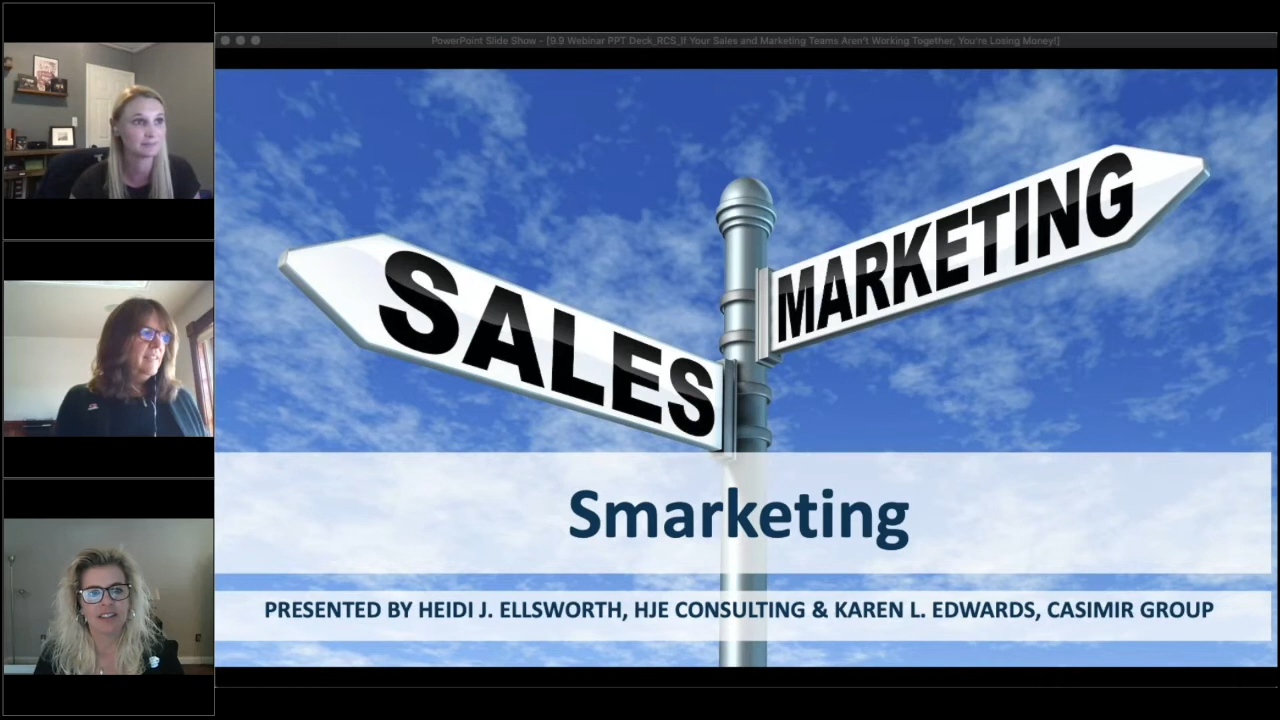 PowerPoint Slide Show - [9.9 Webinar PPT Deck_RCS_If Your Sales and Marketing Teams Aren't Working Together, You're Losing Money!]
SALES
MARKETING
Smarketing
PRESENTED BY HEIDI J. ELLSWORTH, HJE CONSULTING & KAREN L. EDWARDS, CASIMIR GROUP